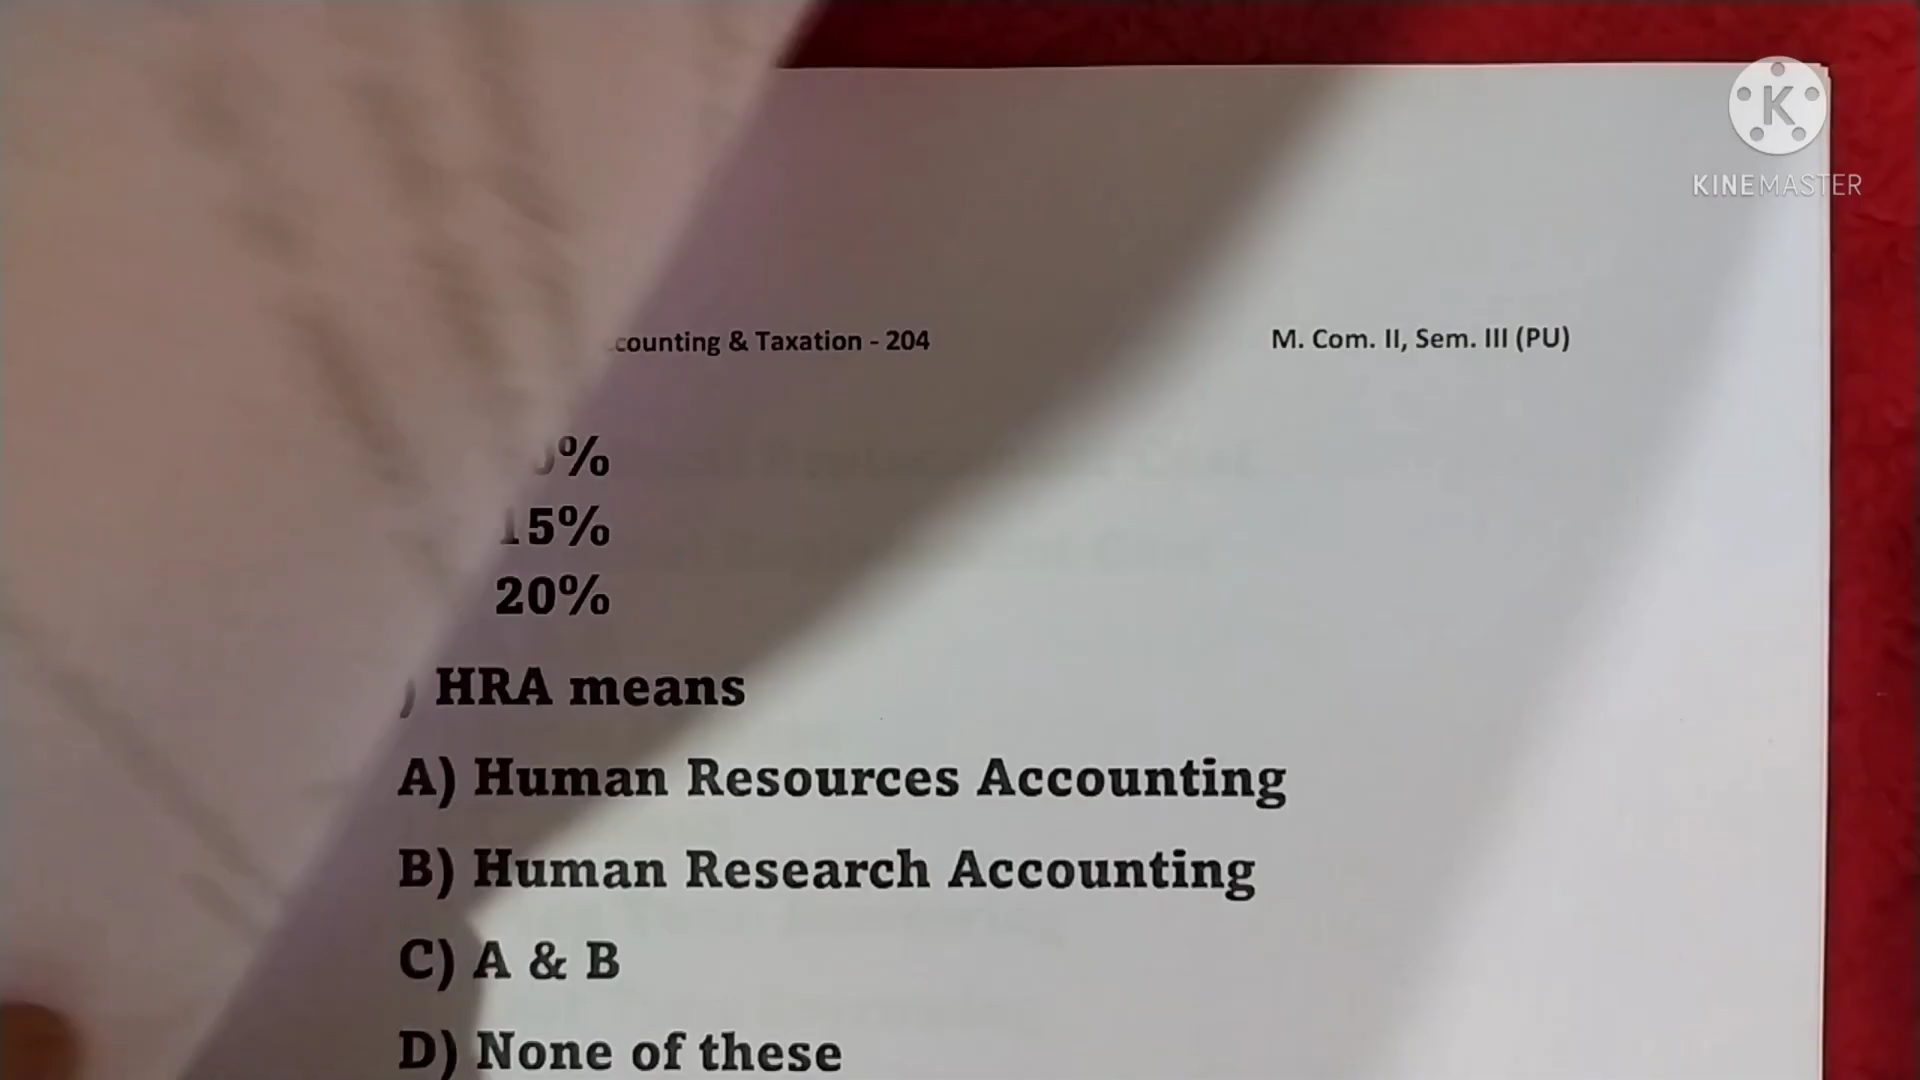 K
KINEMASTER
counting & Taxation - 204
M. Com. II, Sem. III (PU)
%
15%
20%
) HRA means
A) Human Resources Accounting
B) Human Research Accounting
C) A & B
D) None of these